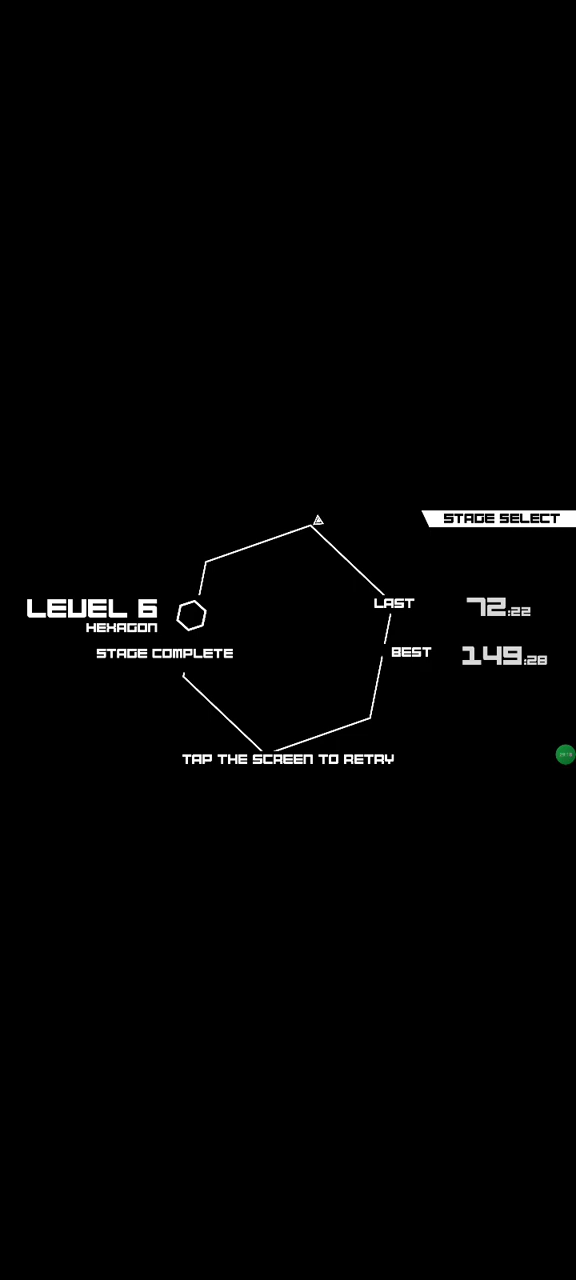 STAGE SELECT
LEVEL 6
HEXAGON
STAGE COMPLETE
LAST 72:22
BEST 149:28
TAP THE SCREEN TO RETRY